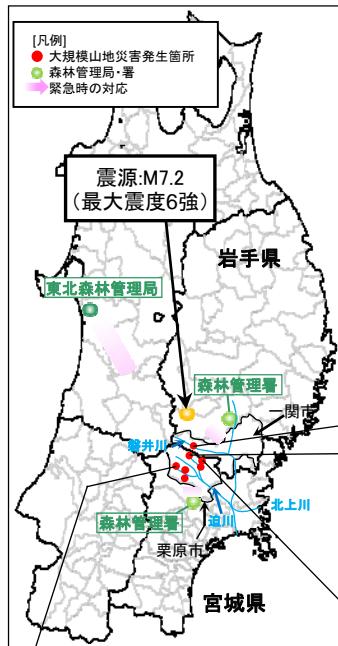 [凡例]
大規模山地災害発生箇所
森林管理局・署
緊急時の対応
震源:M7.2
(最大震度6強)
岩手県
東北森林管理局
森林管理署
一関市
磐井川
北上川
迫川
森林管理署
栗原市
宮城県